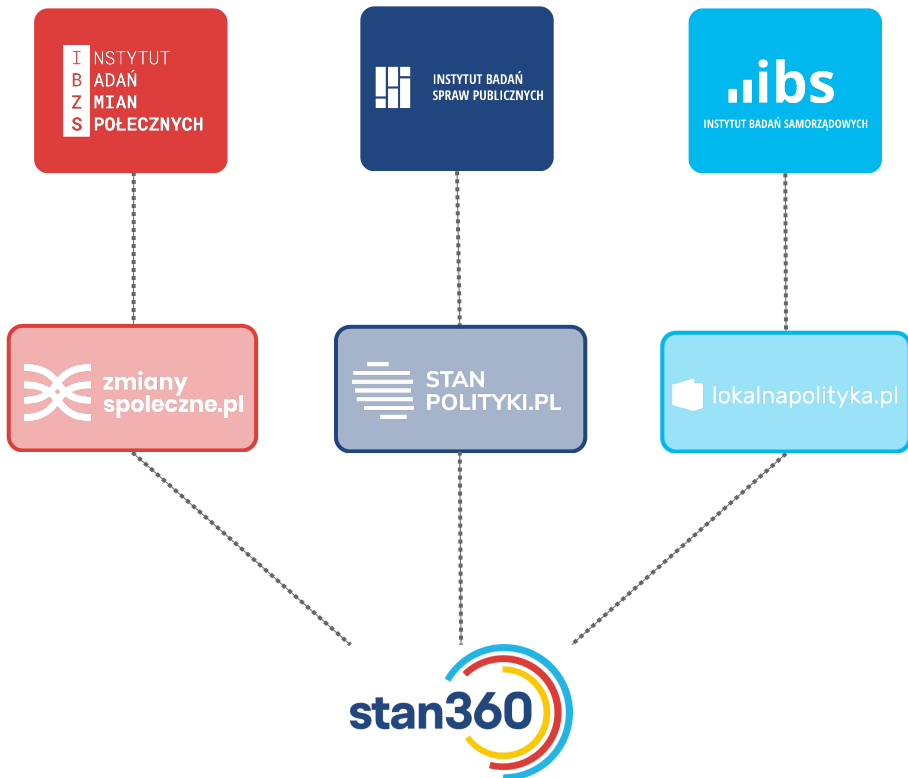 INSTYTUT
BADAŃ
ZMIAN
SPOŁECZNYCH
INSTYTUT BADAŃ
SPRAW PUBLICZNYCH
ibs
INSTYTUT BADAŃ SAMORZĄDOWYCH
zmiany
spoleczne.pl
STAN
POLITYKI.PL
lokalnapolityka.pl
stan360